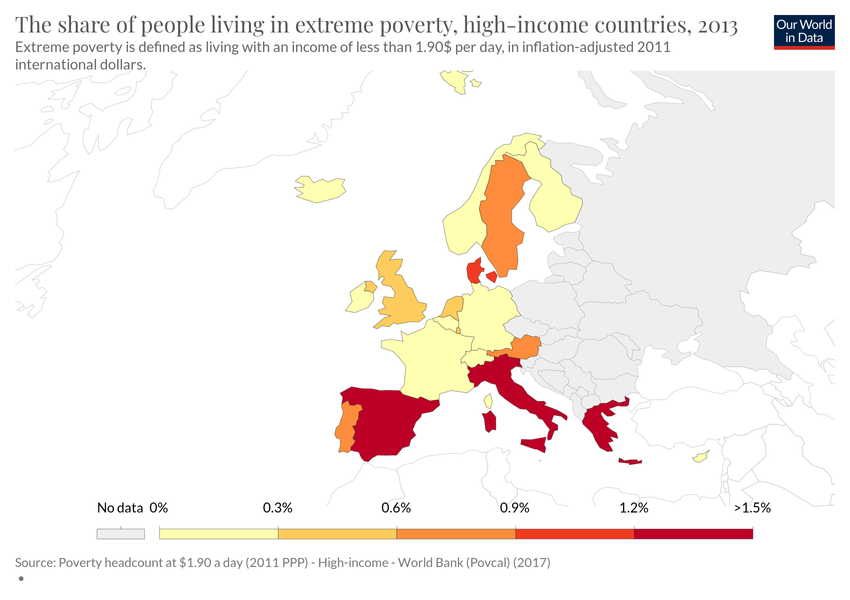 The share of people living in extreme poverty, high-income countries, 2013
Our World
in Data
Extreme poverty is defined as living with an income of less than 1.90$ per day, in inflation-adjusted 2011
international dollars.
No data 0% 0.3% 0.6% 0.9% 1.2% >1.5%
Source: Poverty headcount at $1.90 a day (2011 PPP) - High-income - World Bank (Povcal) (2017)
•